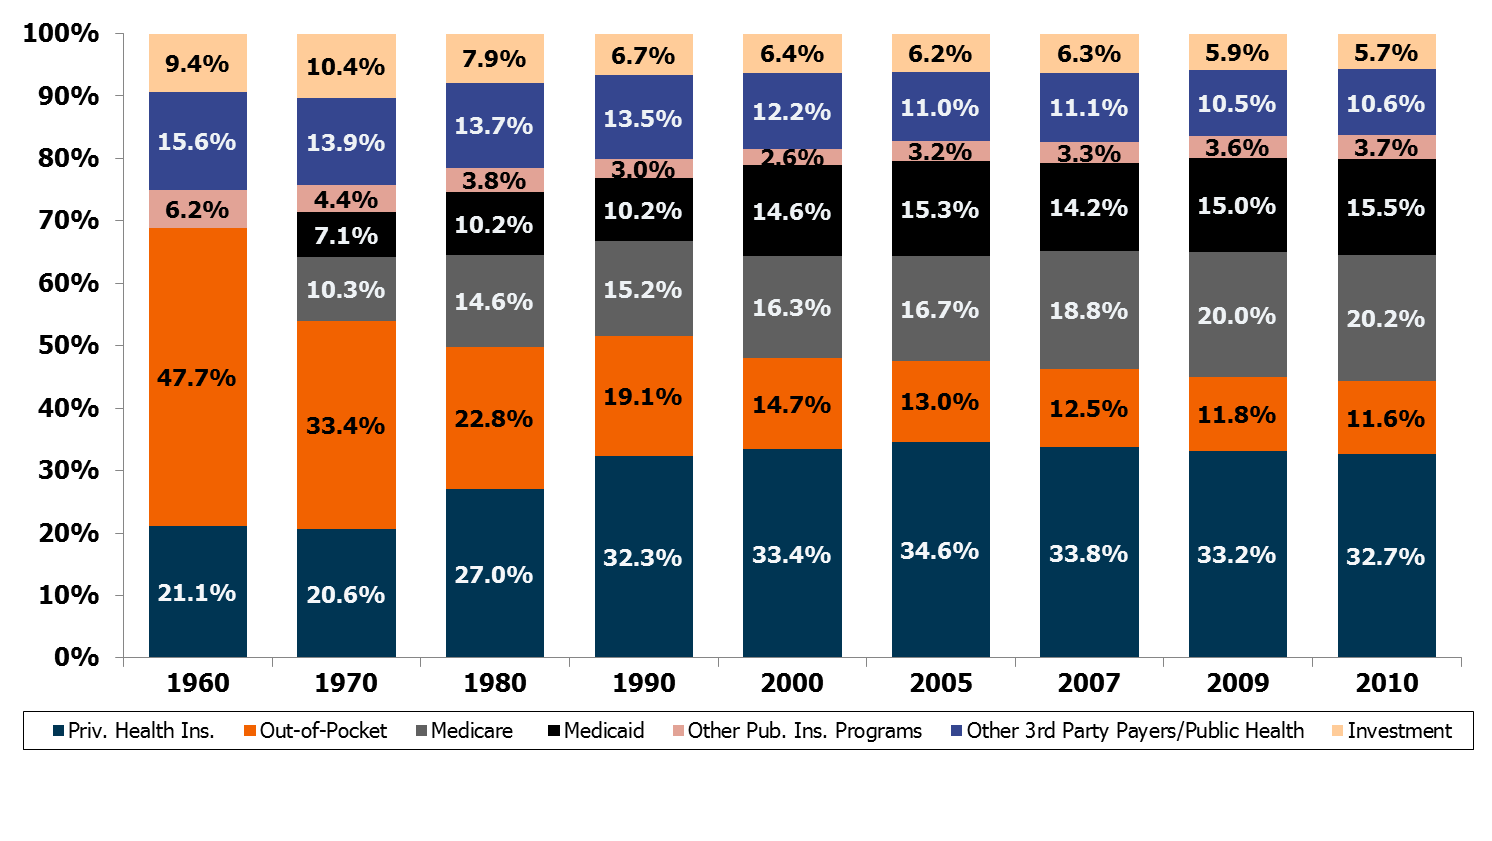 100%
9.4% 10.4% 7.9% 6.7% 6.4% 6.2% 6.3% 5.9% 5.7%
90%
15.6% 13.9% 13.7% 13.5% 12.2% 11.0% 11.1% 10.5% 10.6%
80%
6.2% 4.4% 3.8% 3.0% 2.6% 3.2% 3.3% 3.6% 3.7%
70%
7.1% 10.2% 10.2% 14.6% 15.3% 14.2% 15.0% 15.5%
60%
10.3% 14.6% 15.2% 16.3% 16.7% 18.8% 20.0% 20.2%
50%
47.7% 33.4% 22.8% 19.1% 14.7% 13.0% 12.5% 11.8% 11.6%
40%
30%
20%
21.1% 20.6% 27.0% 32.3% 33.4% 34.6% 33.8% 33.2% 32.7%
10%
0%
1960 1970 1980 1990 2000 2005 2007 2009 2010
Priv. Health Ins. Out-of-Pocket Medicare Medicaid Other Pub. Ins. Programs Other 3rd Party Payers/Public Health Investment